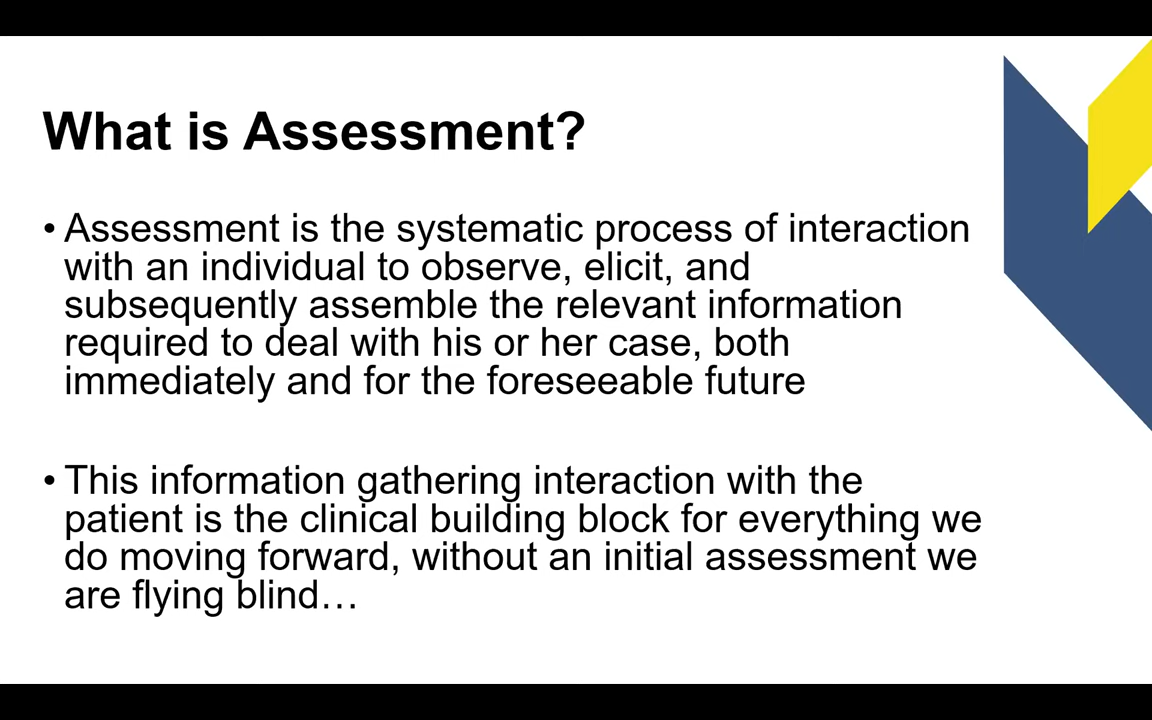 What is Assessment?
• Assessment is the systematic process of interaction
with an individual to observe, elicit, and
subsequently assemble the relevant information
required to deal with his or her case, both
immediately and for the foreseeable future
• This information gathering interaction with the
patient is the clinical building block for everything we
do moving forward, without an initial assessment we
are flying blind…